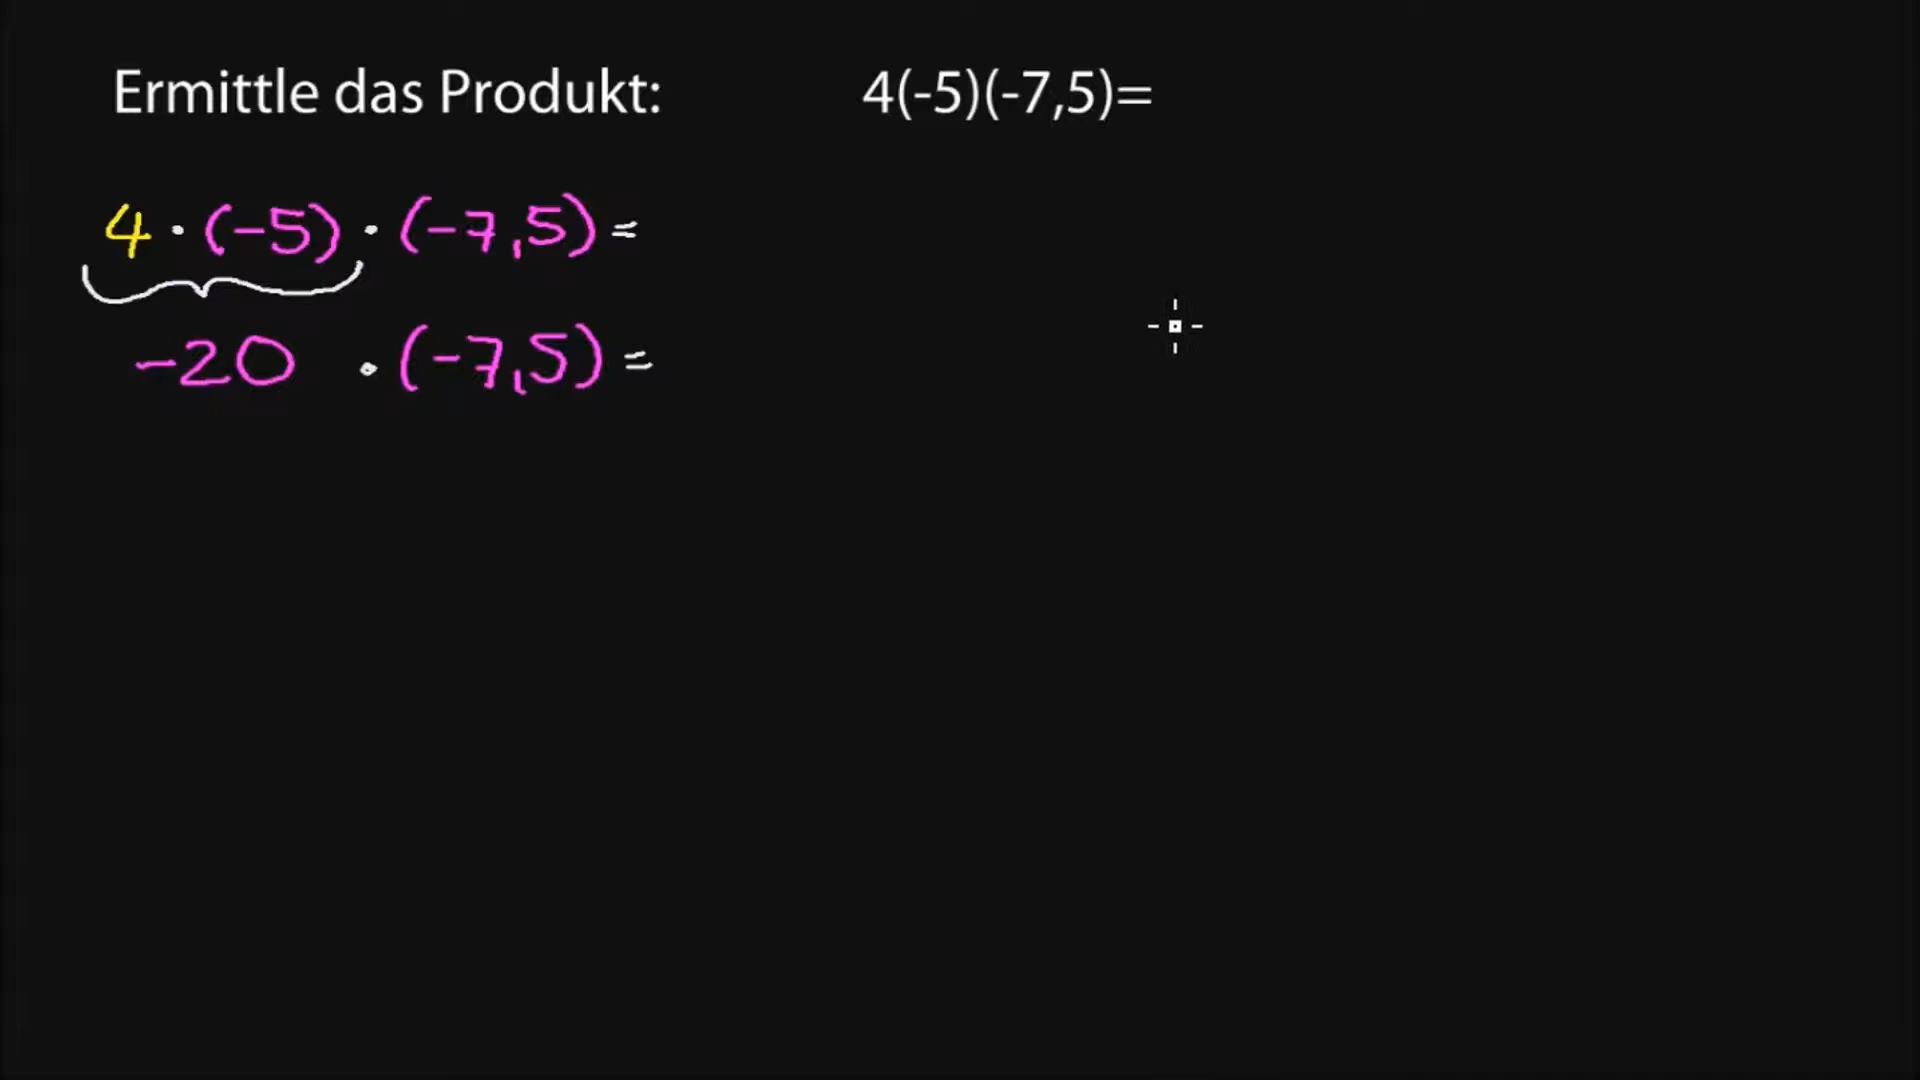 Ermittle das Produkt: 4(-5)(-7,5)=
4 · (-5) · (-7,5) =
-20 · (-7,5) =